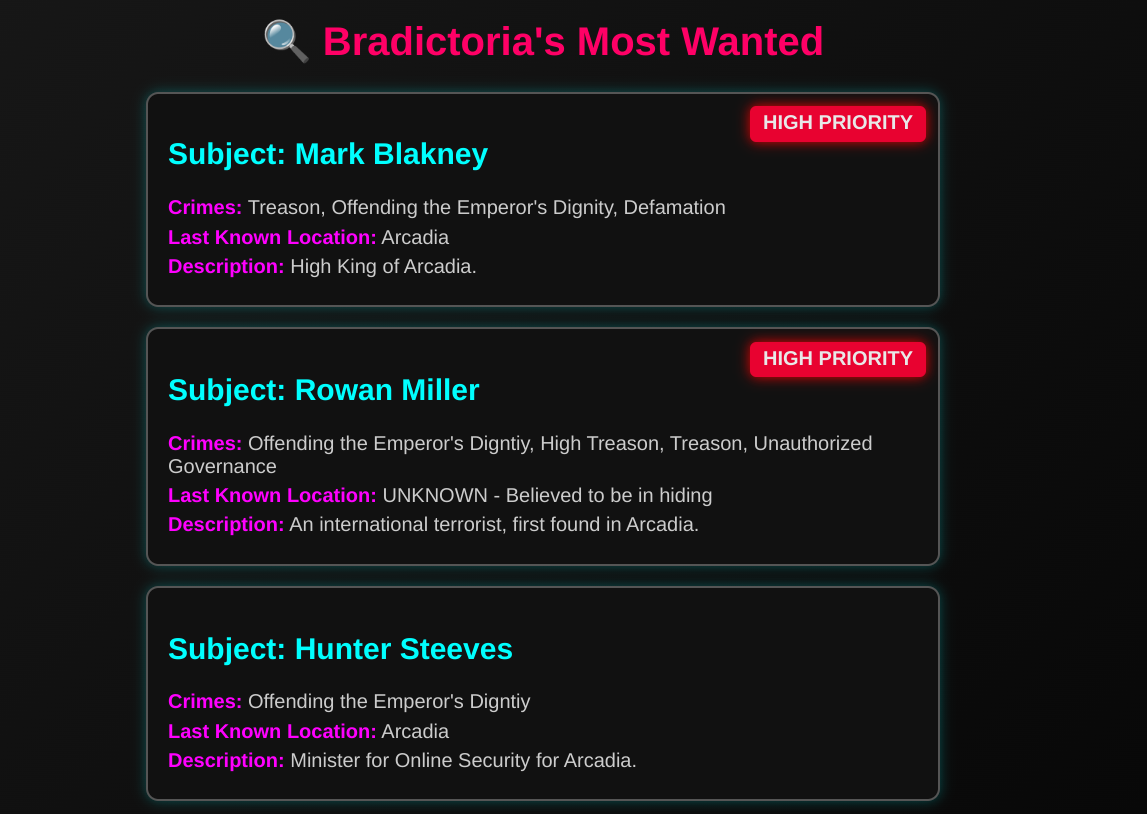 🔍 Bradictoria's Most Wanted
HIGH PRIORITY
Subject: Mark Blakney
Crimes: Treason, Offending the Emperor's Dignity, Defamation
Last Known Location: Arcadia
Description: High King of Arcadia.
HIGH PRIORITY
Subject: Rowan Miller
Crimes: Offending the Emperor's Digntiy, High Treason, Treason, Unauthorized
Governance
Last Known Location: UNKNOWN - Believed to be in hiding
Description: An international terrorist, first found in Arcadia.
Subject: Hunter Steeves
Crimes: Offending the Emperor's Digntiy
Last Known Location: Arcadia
Description: Minister for Online Security for Arcadia.